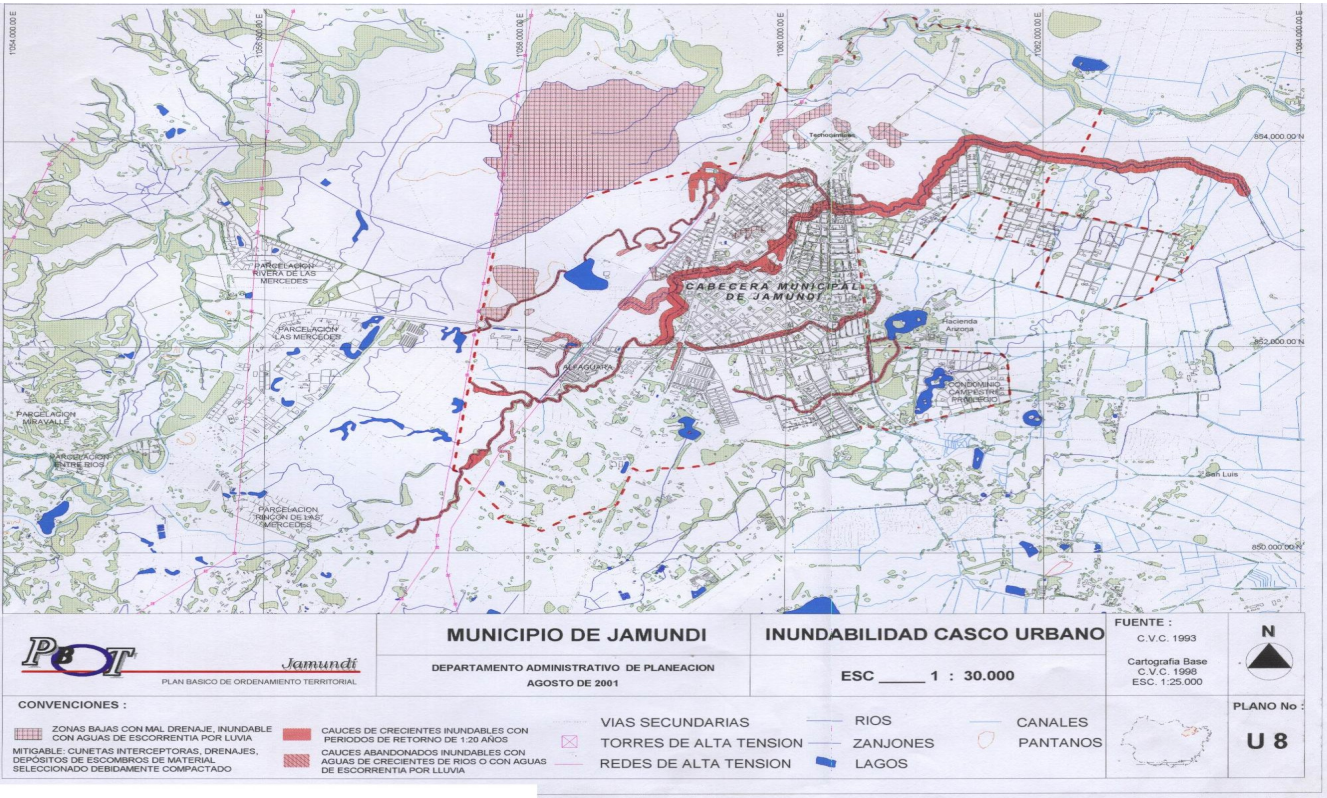 1'054.000.00 E
1'058.000.00 E
1'060.000.00 E
1'062.000.00 E
1'064.000.00 E
854.000.00 N
PARCELACION
RIVERA DE LAS
MERCEDES
CABECERA MUNICIPAL
DE JAMUNDI
PARCELACION
LAS MERCEDES
Hacienda
Arizona
852.000.00 N
ALFAGUARA
CONDOMINIO
CAMPESTRE
PARCELACION
MIRAVALLE
PARCELACION
ENTRE RIOS
San Luis
PARCELACION
RINCON DE LAS
MERCEDES
850.000.00 N
PBOT
Jamundí
PLAN BASICO DE ORDENAMIENTO TERRITORIAL
MUNICIPIO DE JAMUNDI
DEPARTAMENTO ADMINISTRATIVO DE PLANEACION
AGOSTO DE 2001
INUNDABILIDAD CASCO URBANO
ESC _____ 1 : 30.000
FUENTE :
C.V.C. 1993
Cartografia Base
C.V.C. 1998
ESC. 1:25.000
N
CONVENCIONES :
ZONAS BAJAS CON MAL DRENAJE, INUNDABLE
CON AGUAS DE ESCORRENTIA POR LUVIA
MITIGABLE: CUNETAS INTERCEPTORAS, DRENAJES,
DEPÓSITOS DE ESCOMBROS DE MATERIAL
SELECCIONADO DEBIDAMENTE COMPACTADO
CAUCES DE CRECIENTES INUNDABLES CON
PERIODOS DE RETORNO DE 1:20 AÑOS
CAUCES ABANDONADOS INUNDABLES CON
AGUAS DE CRECIENTES DE RIOS O CON AGUAS
DE ESCORRENTIA POR LLUVIA
VIAS SECUNDARIAS
TORRES DE ALTA TENSION
REDES DE ALTA TENSION
RIOS
ZANJONES
LAGOS
CANALES
PANTANOS
PLANO No :
U 8